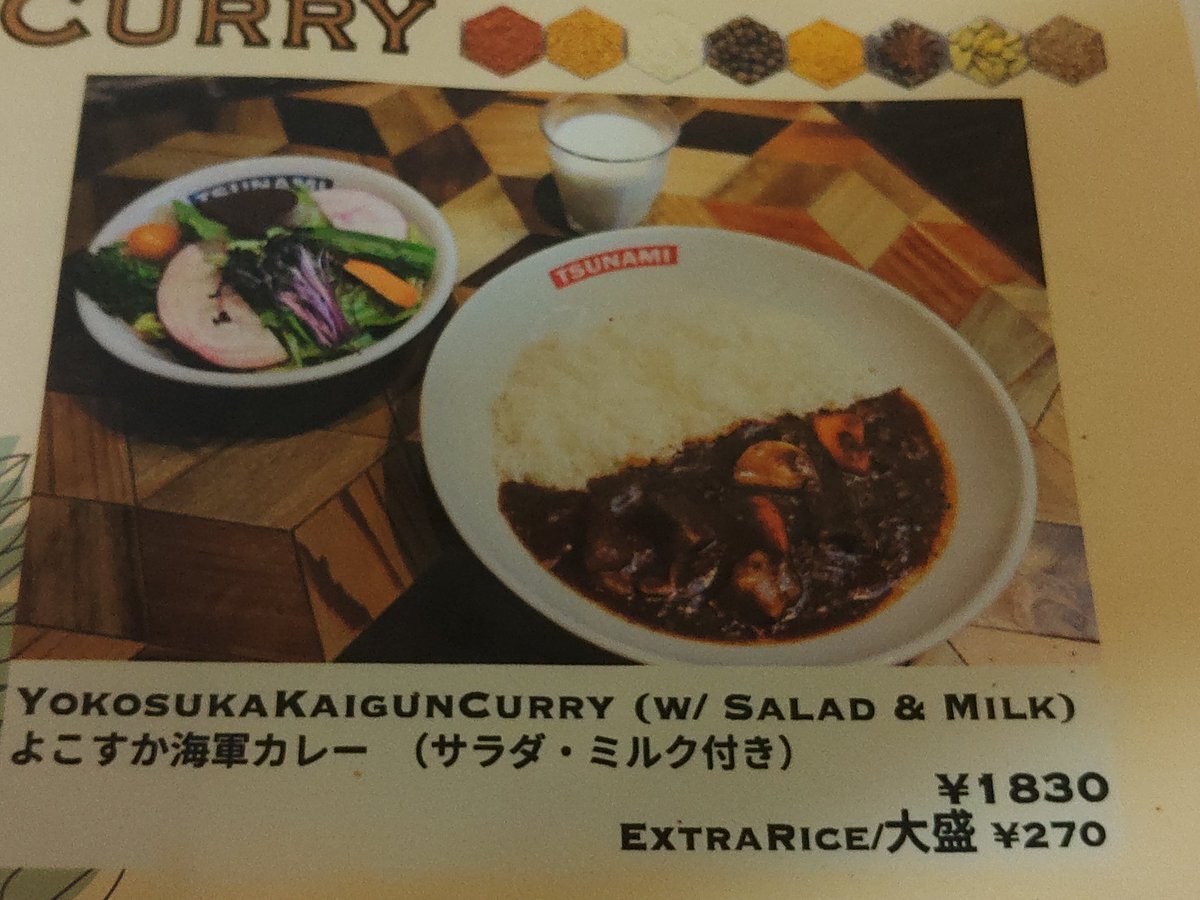 CURRY
TSUNAMI
TSUNAMI
YOKOSUKAKAIGUNCURRY (W/ SALAD & MILK)
よこすか海軍カレー （サラダ・ミルク付き）
¥1830
EXTRARICE/大盛 ¥270